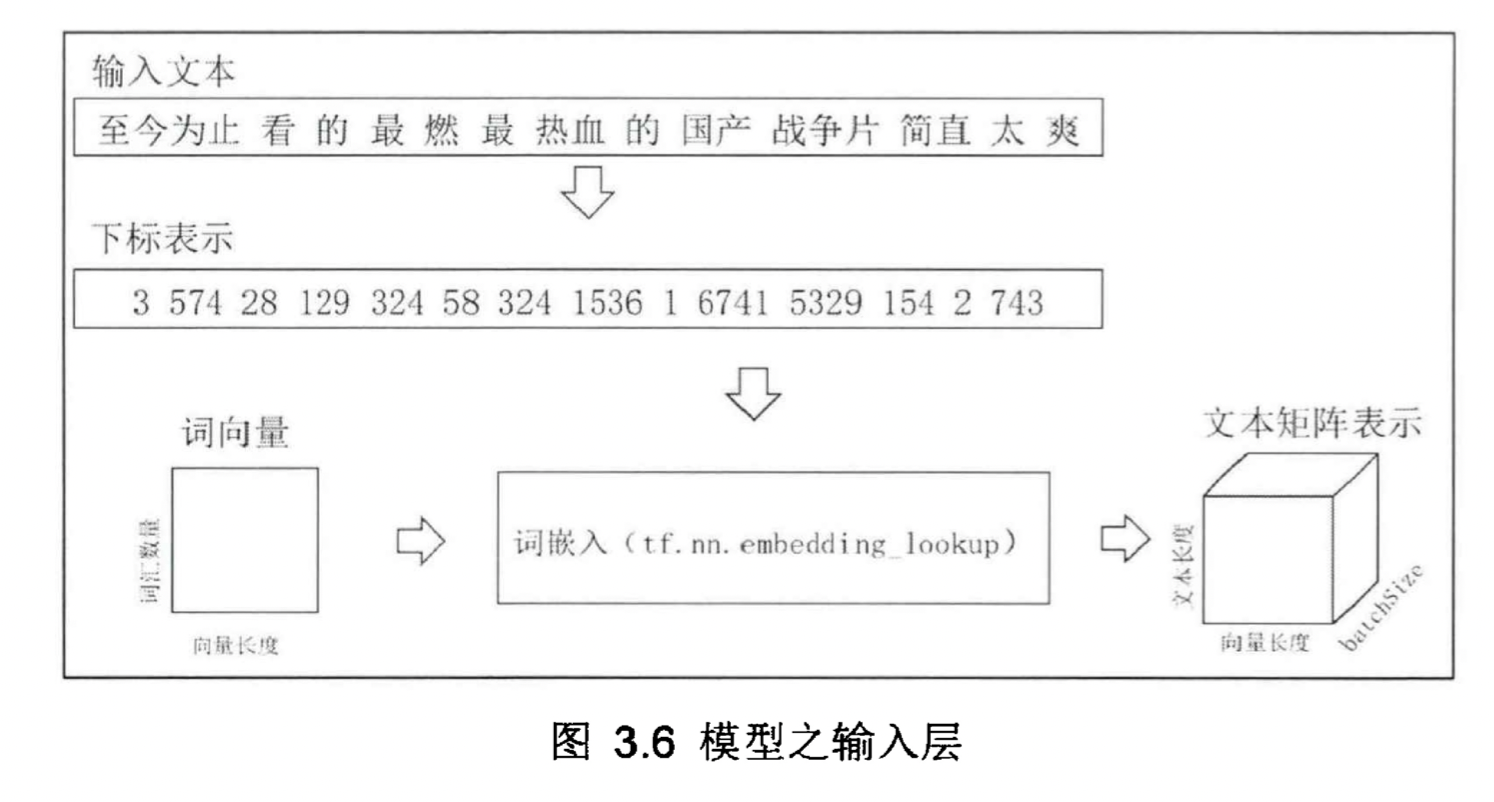 输入文本
至今为止 看 的 最 燃 最 热血 的 国产 战争片 简直 太 爽
下标表示
3 574 28 129 324 58 324 1536 1 6741 5329 154 2 743
词向量
词汇数量
向量长度
词嵌入（tf.nn.embedding_lookup）
文本矩阵表示
文本长度
向量长度
batchSize
图 3.6 模型之输入层